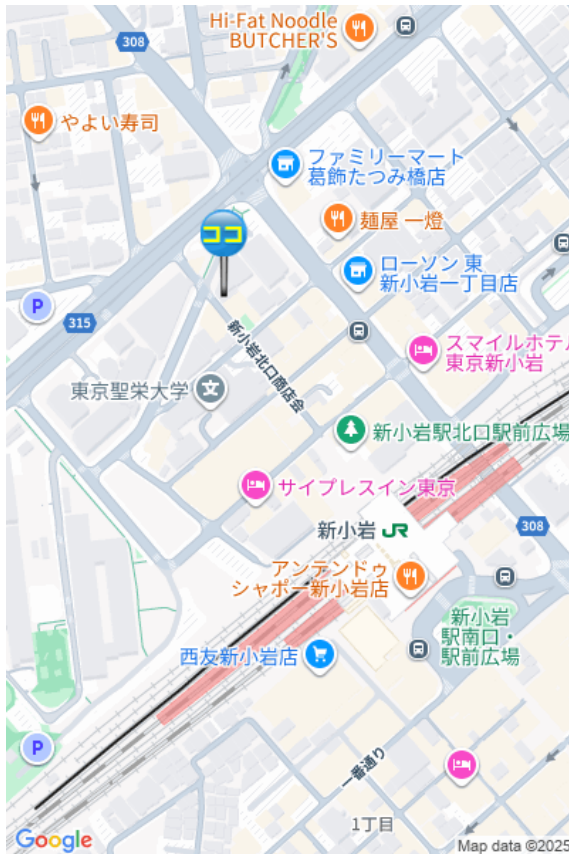 Hi-Fat Noodle
BUTCHER'S
308
やよい寿司
ファミリーマート
葛飾たつみ橋店
麺屋 一燈
ココ
ローソン 東
新小岩一丁目店
P
315
新小岩北口商店会
スマイルホテル
東京新小岩
東京聖栄大学
文
新小岩駅北口駅前広場
サイプレスイン東京
新小岩 JR
308
アンテンドゥ
シャポー新小岩店
新小岩
駅南口・
駅前広場
西友新小岩店
P
一番通り
1丁目
Google
Map data ©2025